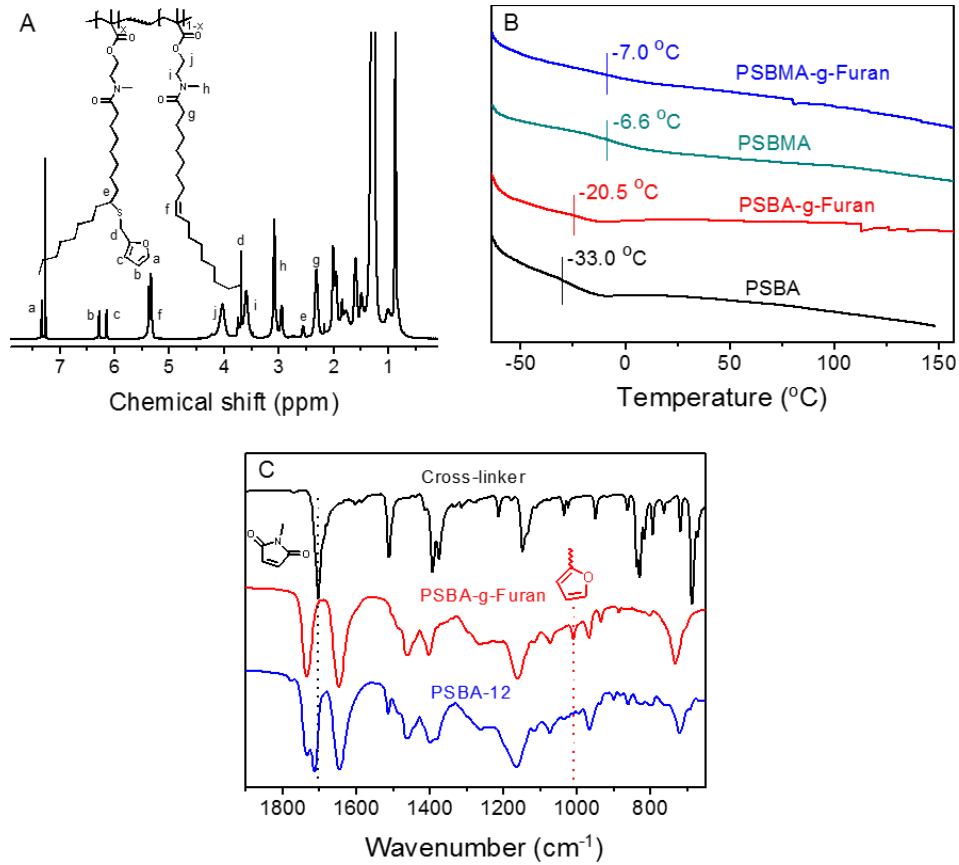 A
x
1-x
O
O
O
O
j
i
N
N
h
O
O
g
e
f
S
d
O
a
b
c
a
b
c
f
j
d
i
h
e
g
7
6
5
4
3
2
1
Chemical shift (ppm)
B
-7.0 °C
PSBMA-g-Furan
-6.6 °C
PSBMA
-20.5 °C
PSBA-g-Furan
-33.0 °C
PSBA
-50
0
50
100
150
Temperature (°C)
C
Cross-linker
N
O
O
O
PSBA-g-Furan
PSBA-12
1800
1600
1400
1200
1000
800
Wavenumber (cm⁻¹)